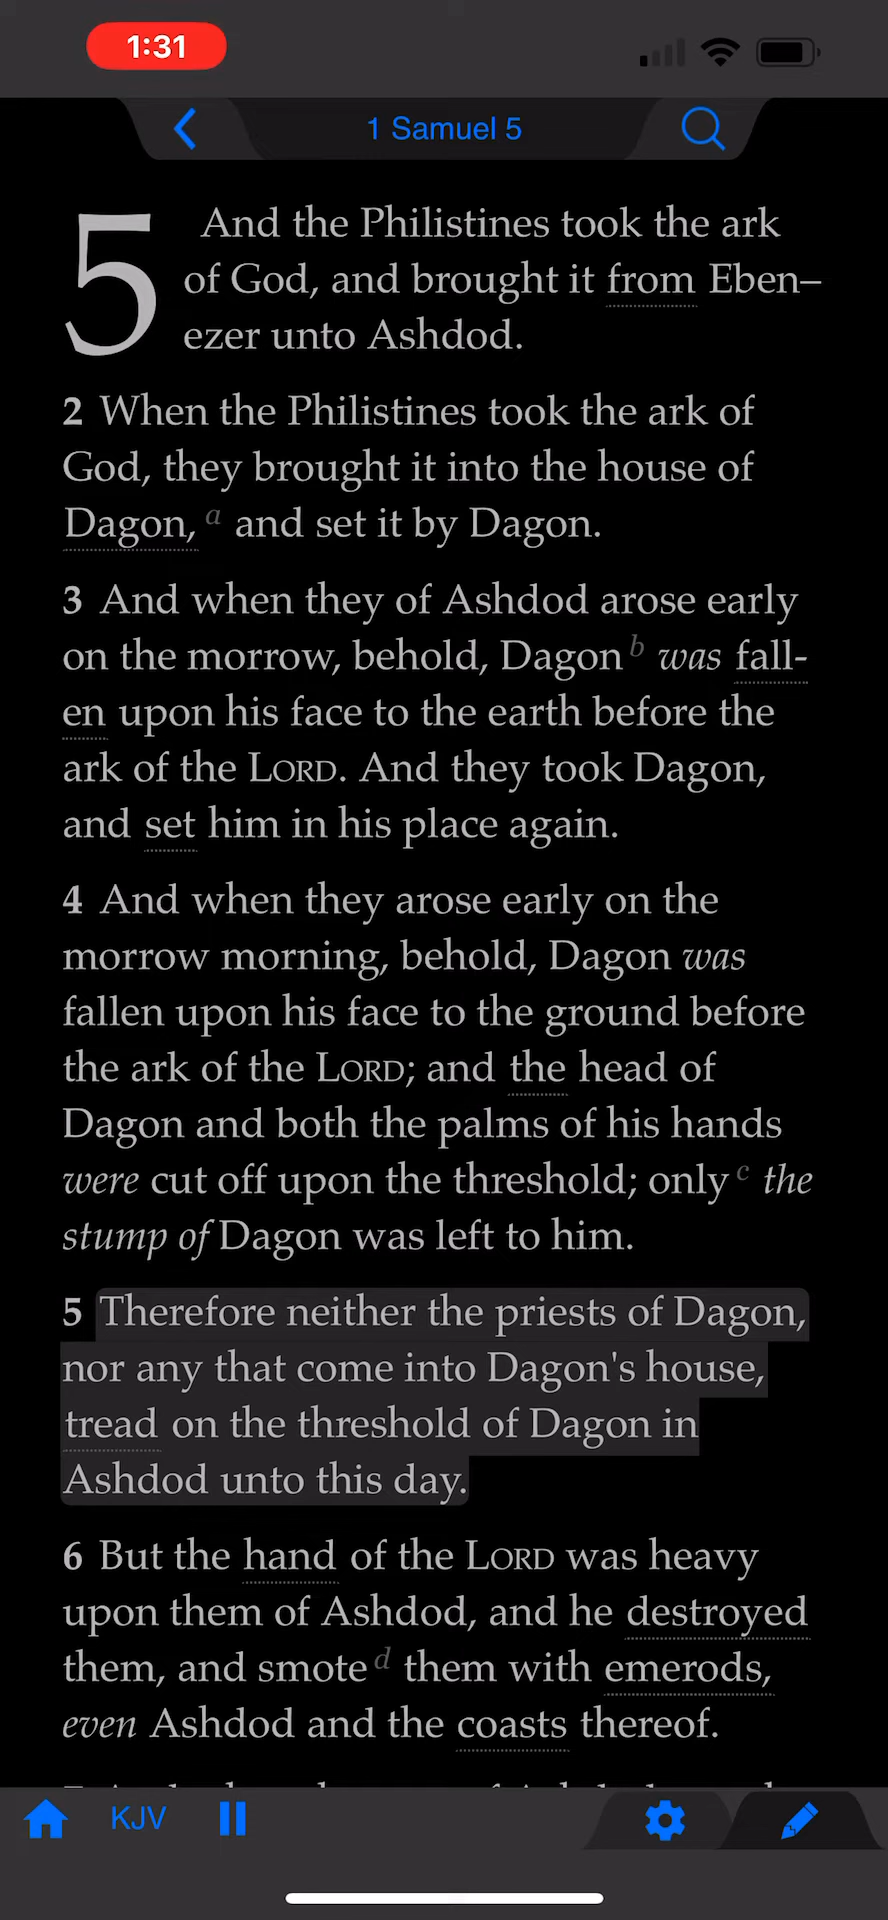 1:31
1 Samuel 5
5 And the Philistines took the ark
of God, and brought it from Eben–
ezer unto Ashdod.
2 When the Philistines took the ark of
God, they brought it into the house of
Dagon, a and set it by Dagon.
3 And when they of Ashdod arose early
on the morrow, behold, Dagon b was fall-
en upon his face to the earth before the
ark of the LORD. And they took Dagon,
and set him in his place again.
4 And when they arose early on the
morrow morning, behold, Dagon was
fallen upon his face to the ground before
the ark of the LORD; and the head of
Dagon and both the palms of his hands
were cut off upon the threshold; only c the
stump of Dagon was left to him.
5 Therefore neither the priests of Dagon,
nor any that come into Dagon's house,
tread on the threshold of Dagon in
Ashdod unto this day.
6 But the hand of the LORD was heavy
upon them of Ashdod, and he destroyed
them, and smote d them with emerods,
even Ashdod and the coasts thereof.
KJV